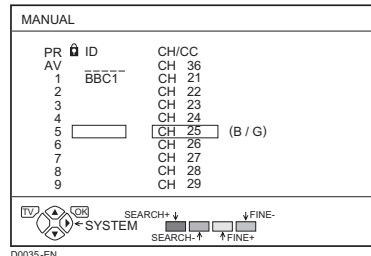 MANUAL
PR ID CH/CC
AV _____ CH 36
1 BBC1 CH 21
2 CH 22
3 CH 23
4 CH 24
5 CH 25 (B / G)
6 CH 26
7 CH 27
8 CH 28
9 CH 29
TV OK SEARCH+ FINE-
SYSTEM
SEARCH- FINE+
D0035-EN